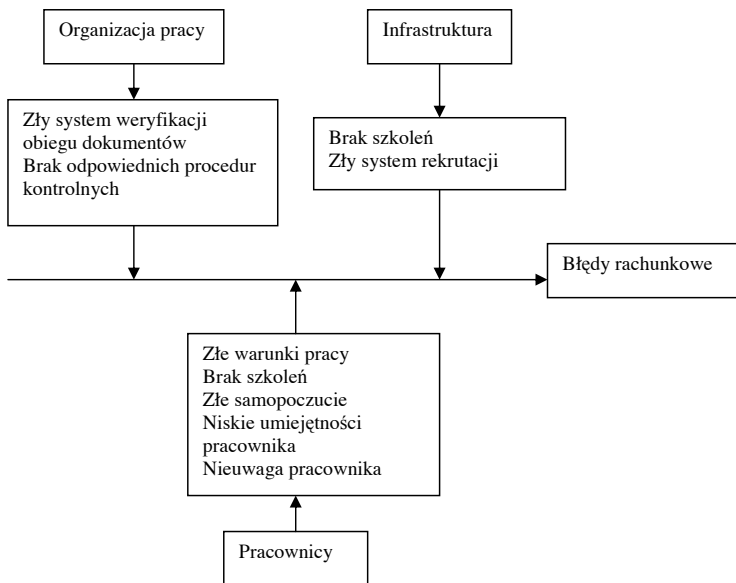 Organizacja pracy
Infrastruktura
Zły system weryfikacji
obiegu dokumentów
Brak odpowiednich procedur
kontrolnych
Brak szkoleń
Zły system rekrutacji
Błędy rachunkowe
Złe warunki pracy
Brak szkoleń
Złe samopoczucie
Niskie umiejętności
pracownika
Nieuwaga pracownika
Pracownicy